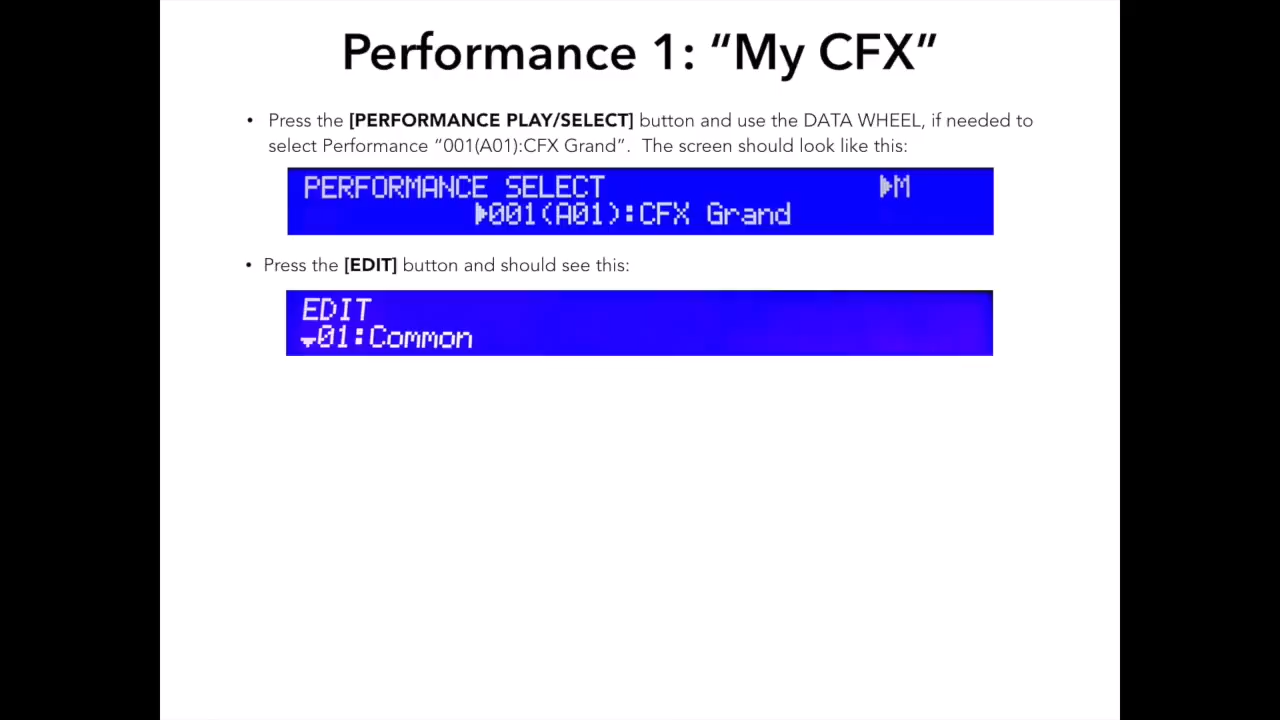 Performance 1: “My CFX”
• Press the [PERFORMANCE PLAY/SELECT] button and use the DATA WHEEL, if needed to
select Performance “001(A01):CFX Grand”. The screen should look like this:
PERFORMANCE SELECT ▶M
▶001(A01):CFX Grand
• Press the [EDIT] button and should see this:
EDIT
▼01:Common